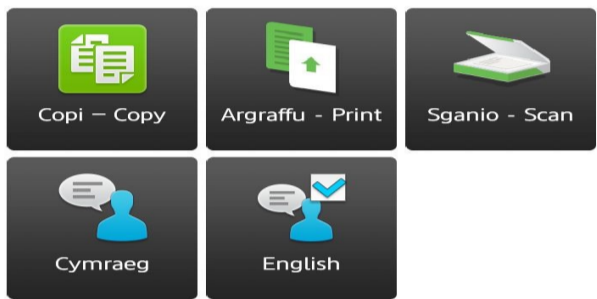 Copi – Copy
Argraffu - Print
Sganio - Scan
Cymraeg
English